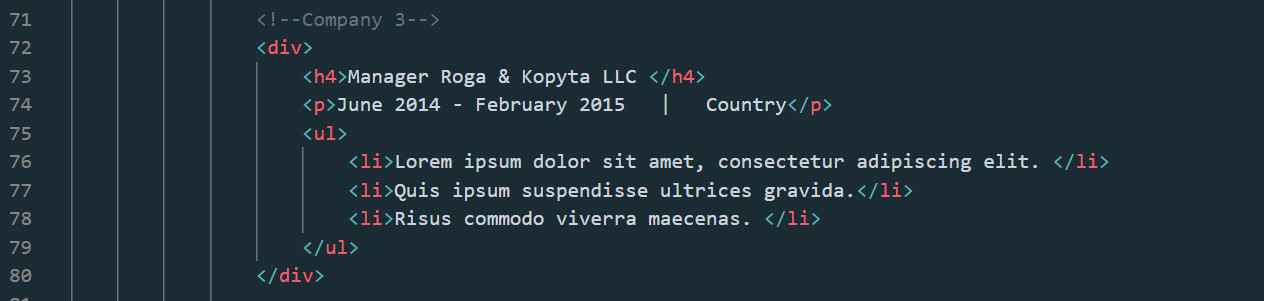 71 <!--Company 3-->
72 <div>
73 <h4>Manager Roga & Kopyta LLC </h4>
74 <p>June 2014 - February 2015   |   Country</p>
75 <ul>
76 <li>Lorem ipsum dolor sit amet, consectetur adipiscing elit. </li>
77 <li>Quis ipsum suspendisse ultrices gravida.</li>
78 <li>Risus commodo viverra maecenas. </li>
79 </ul>
80 </div>